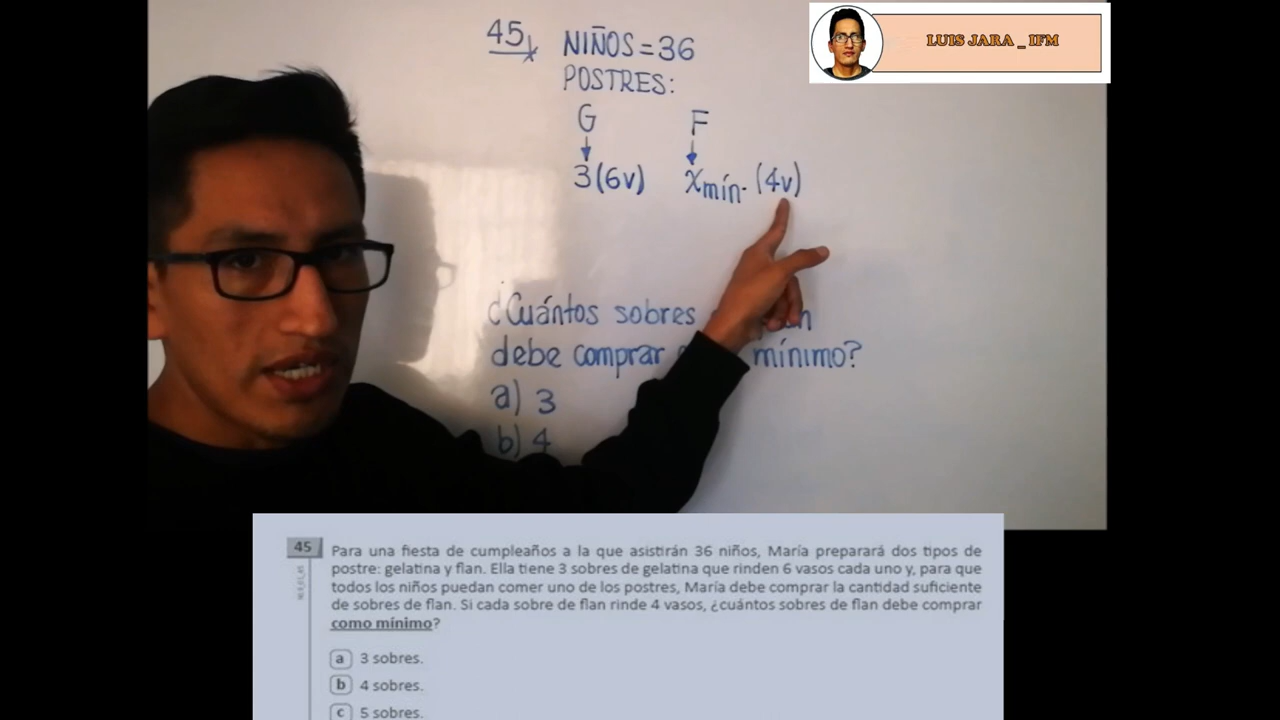 LUIS JARA _ IFM
45, NIÑOS = 36
POSTRES:
G F
3(6v) xmín. (4v)
¿Cuántos sobres
debe comprar mínimo?
a) 3
b) 4
45 Para una fiesta de cumpleaños a la que asistirán 36 niños, María preparará dos tipos de
postre: gelatina y flan. Ella tiene 3 sobres de gelatina que rinden 6 vasos cada uno y, para que
todos los niños puedan comer uno de los postres, María debe comprar la cantidad suficiente
de sobres de flan. Si cada sobre de flan rinde 4 vasos, ¿cuántos sobres de flan debe comprar
como mínimo?
a 3 sobres.
b 4 sobres.
c 5 sobres.